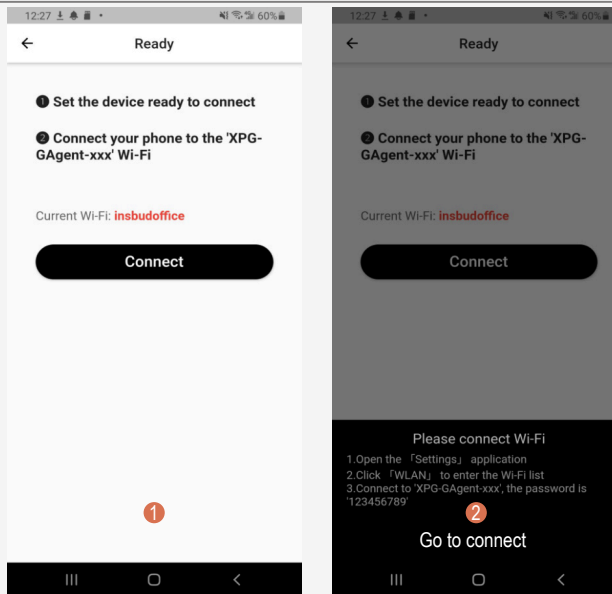 12:27
60%
Ready
❶ Set the device ready to connect
❷ Connect your phone to the 'XPG-
GAgent-xxx' Wi-Fi
Current Wi-Fi: insbudoffice
Connect
1
12:27
60%
Ready
❶ Set the device ready to connect
❷ Connect your phone to the 'XPG-
GAgent-xxx' Wi-Fi
Current Wi-Fi: insbudoffice
Connect
Please connect Wi-Fi
1.Open the 「Settings」 application
2.Click 「WLAN」 to enter the Wi-Fi list
3.Connect to 'XPG-GAgent-xxx', the password is
'123456789'
2
Go to connect